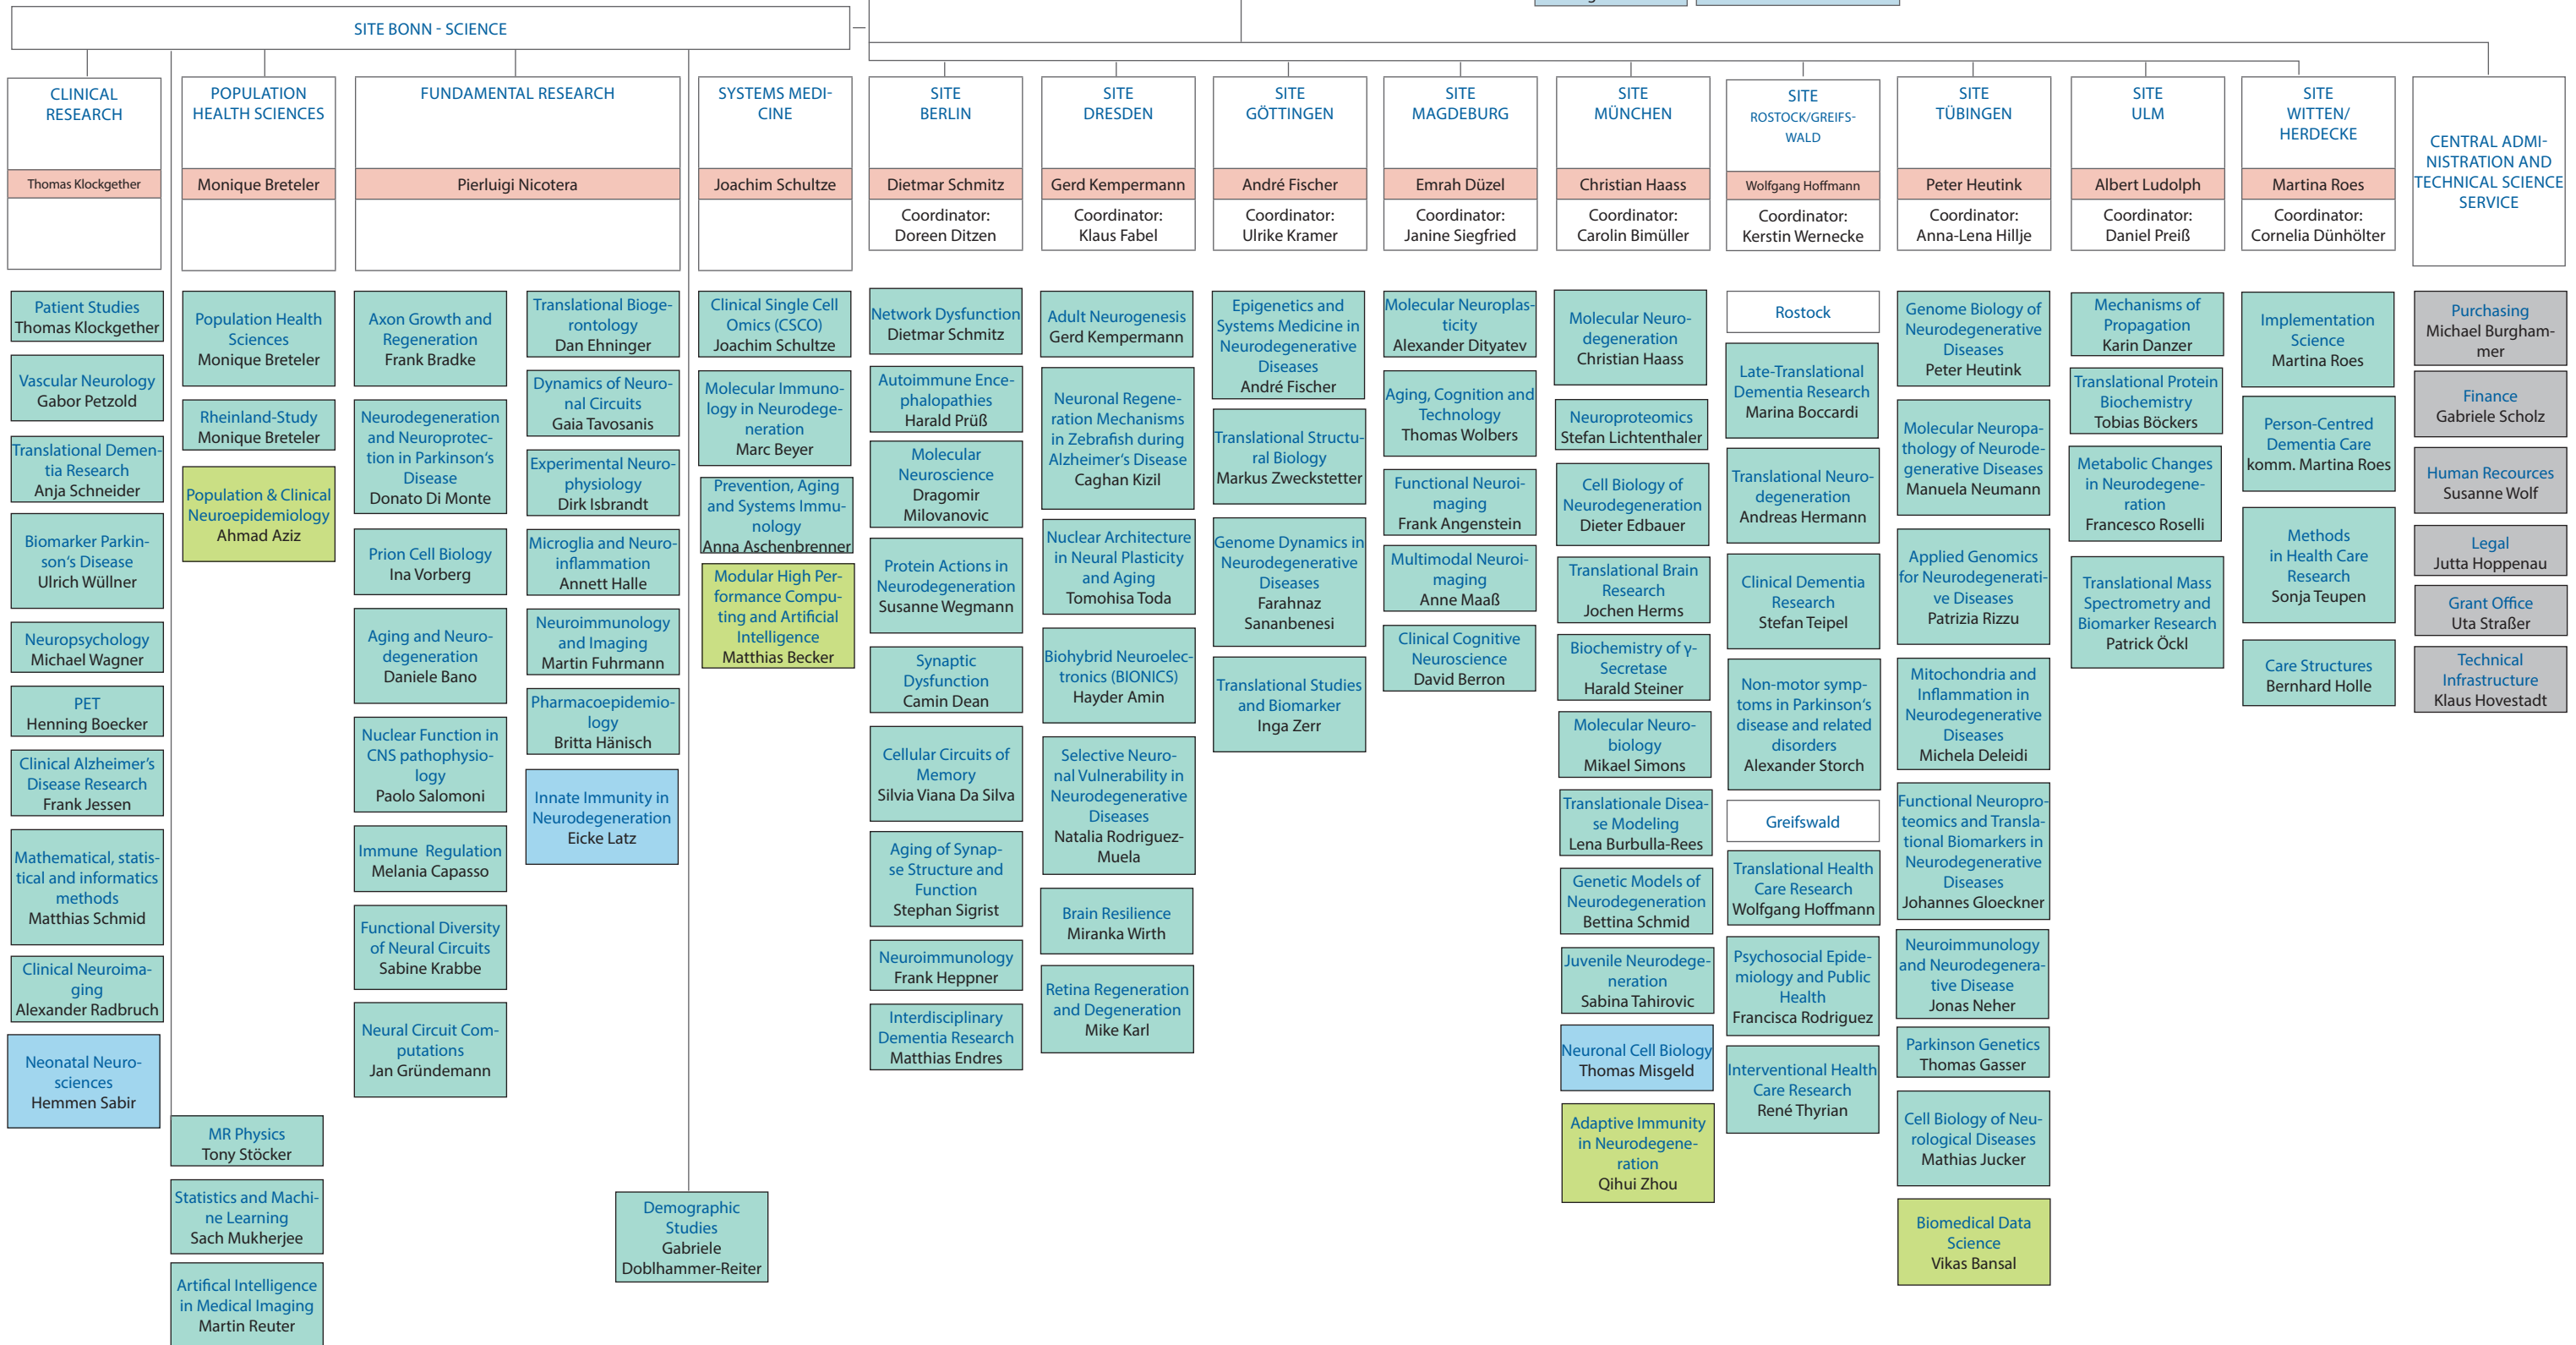 SITE BONN - SCIENCE
CLINICAL
RESEARCH
Thomas Klockgether
POPULATION
HEALTH SCIENCES
Monique Breteler
FUNDAMENTAL RESEARCH
Pierluigi Nicotera
SYSTEMS MEDI-
CINE
Joachim Schultze
SITE
BERLIN
Dietmar Schmitz
Coordinator:
Doreen Ditzen
SITE
DRESDEN
Gerd Kempermann
Coordinator:
Klaus Fabel
SITE
GÖTTINGEN
André Fischer
Coordinator:
Ulrike Kramer
SITE
MAGDEBURG
Emrah Düzel
Coordinator:
Janine Siegfried
SITE
MÜNCHEN
Christian Haass
Coordinator:
Carolin Bimüller
SITE
ROSTOCK/GREIFS-
WALD
Wolfgang Hoffmann
Coordinator:
Kerstin Wernecke
SITE
TÜBINGEN
Peter Heutink
Coordinator:
Anna-Lena Hillje
SITE
ULM
Albert Ludolph
Coordinator:
Daniel Preiß
SITE
WITTEN/
HERDECKE
Martina Roes
Coordinator:
Cornelia Dünhölter
CENTRAL ADMI-
NISTRATION AND
TECHNICAL SCIENCE
SERVICE
Patient Studies
Thomas Klockgether
Vascular Neurology
Gabor Petzold
Translational Demen-
tia Research
Anja Schneider
Biomarker Parkin-
son‘s Disease
Ulrich Wüllner
Neuropsychology
Michael Wagner
PET
Henning Boecker
Clinical Alzheimer’s
Disease Research
Frank Jessen
Mathematical, statis-
tical and informatics
methods
Matthias Schmid
Clinical Neuroima-
ging
Alexander Radbruch
Neonatal Neuro-
sciences
Hemmen Sabir
Population Health
Sciences
Monique Breteler
Rheinland-Study
Monique Breteler
Population & Clinical
Neuroepidemiology
Ahmad Aziz
MR Physics
Tony Stöcker
Statistics and Machi-
ne Learning
Sach Mukherjee
Artifical Intelligence
in Medical Imaging
Martin Reuter
Axon Growth and
Regeneration
Frank Bradke
Neurodegeneration
and Neuroprotec-
tion in Parkinson‘s
Disease
Donato Di Monte
Prion Cell Biology
Ina Vorberg
Aging and Neuro-
degeneration
Daniele Bano
Nuclear Function in
CNS pathophysio-
logy
Paolo Salomoni
Immune Regulation
Melania Capasso
Functional Diversity
of Neural Circuits
Sabine Krabbe
Neural Circuit Com-
putations
Jan Gründemann
Translational Bioge-
rontology
Dan Ehninger
Dynamics of Neuro-
nal Circuits
Gaia Tavosanis
Experimental Neuro-
physiology
Dirk Isbrandt
Microglia and Neuro-
inflammation
Annett Halle
Neuroimmunology
and Imaging
Martin Fuhrmann
Pharmacoepidemio-
logy
Britta Hänisch
Innate Immunity in
Neurodegeneration
Eicke Latz
Demographic
Studies
Gabriele
Doblhammer-Reiter
Clinical Single Cell
Omics (CSCO)
Joachim Schultze
Molecular Immuno-
logy in Neurodege-
neration
Marc Beyer
Prevention, Aging
and Systems Immu-
nology
Anna Aschenbrenner
Modular High Per-
formance Compu-
ting and Artificial
Intelligence
Matthias Becker
Network Dysfunction
Dietmar Schmitz
Autoimmune Ence-
phalopathies
Harald Prüß
Molecular
Neuroscience
Dragomir
Milovanovic
Protein Actions in
Neurodegeneration
Susanne Wegmann
Synaptic
Dysfunction
Camin Dean
Cellular Circuits of
Memory
Silvia Viana Da Silva
Aging of Synap-
se Structure and
Function
Stephan Sigrist
Neuroimmunology
Frank Heppner
Interdisciplinary
Dementia Research
Matthias Endres
Adult Neurogenesis
Gerd Kempermann
Neuronal Regene-
ration Mechanisms
in Zebrafish during
Alzheimer‘s Disease
Caghan Kizil
Nuclear Architecture
in Neural Plasticity
and Aging
Tomohisa Toda
Biohybrid Neuroelec-
tronics (BIONICS)
Hayder Amin
Selective Neuro-
nal Vulnerability in
Neurodegenerative
Diseases
Natalia Rodriguez-
Muela
Brain Resilience
Miranka Wirth
Retina Regeneration
and Degeneration
Mike Karl
Epigenetics and
Systems Medicine in
Neurodegenerative
Diseases
André Fischer
Translational Structu-
ral Biology
Markus Zweckstetter
Genome Dynamics in
Neurodegenerative
Diseases
Farahnaz
Sananbenesi
Translational Studies
and Biomarker
Inga Zerr
Molecular Neuroplas-
ticity
Alexander Dityatev
Aging, Cognition and
Technology
Thomas Wolbers
Functional Neuroi-
maging
Frank Angenstein
Multimodal Neuroi-
maging
Anne Maaß
Clinical Cognitive
Neuroscience
David Berron
Molecular Neuro-
degeneration
Christian Haass
Neuroproteomics
Stefan Lichtenthaler
Cell Biology of
Neurodegeneration
Dieter Edbauer
Translational Brain
Research
Jochen Herms
Biochemistry of γ-
Secretase
Harald Steiner
Molecular Neuro-
biology
Mikael Simons
Translationale Disea-
se Modeling
Lena Burbulla-Rees
Genetic Models of
Neurodegeneration
Bettina Schmid
Juvenile Neurodege-
neration
Sabina Tahirovic
Neuronal Cell Biology
Thomas Misgeld
Adaptive Immunity
in Neurodegene-
ration
Qihui Zhou
Rostock
Late-Translational
Dementia Research
Marina Boccardi
Translational Neuro-
degeneration
Andreas Hermann
Clinical Dementia
Research
Stefan Teipel
Non-motor symp-
toms in Parkinson‘s
disease and related
disorders
Alexander Storch
Greifswald
Translational Health
Care Research
Wolfgang Hoffmann
Psychosocial Epide-
miology and Public
Health
Francisca Rodriguez
Interventional Health
Care Research
René Thyrian
Genome Biology of
Neurodegenerative
Diseases
Peter Heutink
Molecular Neuropa-
thology of Neurode-
generative Diseases
Manuela Neumann
Applied Genomics
for Neurodegenerati-
ve Diseases
Patrizia Rizzu
Mitochondria and
Inflammation in
Neurodegenerative
Diseases
Michela Deleidi
Functional Neuropro-
teomics and Transla-
tional Biomarkers in
Neurodegenerative
Diseases
Johannes Gloeckner
Neuroimmunology
and Neurodegenera-
tive Disease
Jonas Neher
Parkinson Genetics
Thomas Gasser
Cell Biology of Neu-
rological Diseases
Mathias Jucker
Biomedical Data
Science
Vikas Bansal
Mechanisms of
Propagation
Karin Danzer
Translational Protein
Biochemistry
Tobias Böckers
Metabolic Changes
in Neurodegene-
ration
Francesco Roselli
Translational Mass
Spectrometry and
Biomarker Research
Patrick Öckl
Implementation
Science
Martina Roes
Person-Centred
Dementia Care
komm. Martina Roes
Methods
in Health Care
Research
Sonja Teupen
Care Structures
Bernhard Holle
Purchasing
Michael Burgham-
mer
Finance
Gabriele Scholz
Human Recources
Susanne Wolf
Legal
Jutta Hoppenau
Grant Office
Uta Straßer
Technical
Infrastructure
Klaus Hovestadt